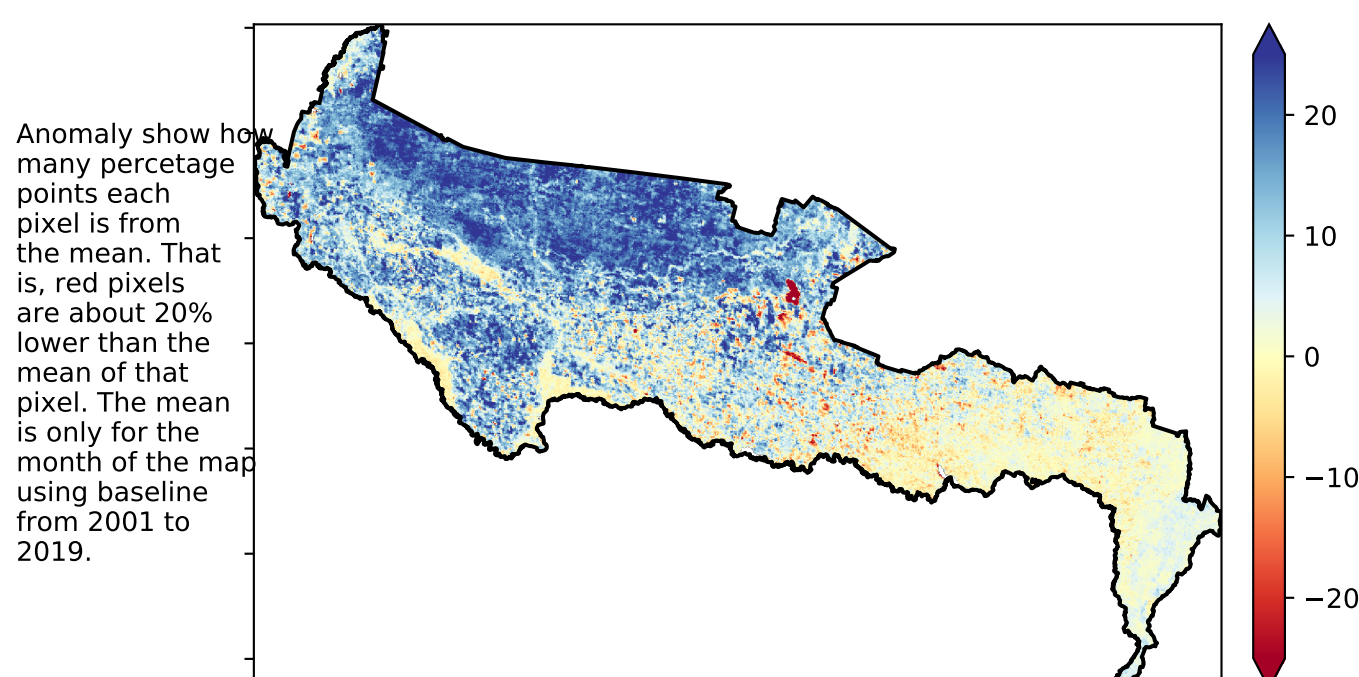 Anomaly show how
many percetage
points each
pixel is from
the mean. That
is, red pixels
are about 20%
lower than the
mean of that
pixel. The mean
is only for the
month of the map
using baseline
from 2001 to
2019.
20
10
0
−10
−20